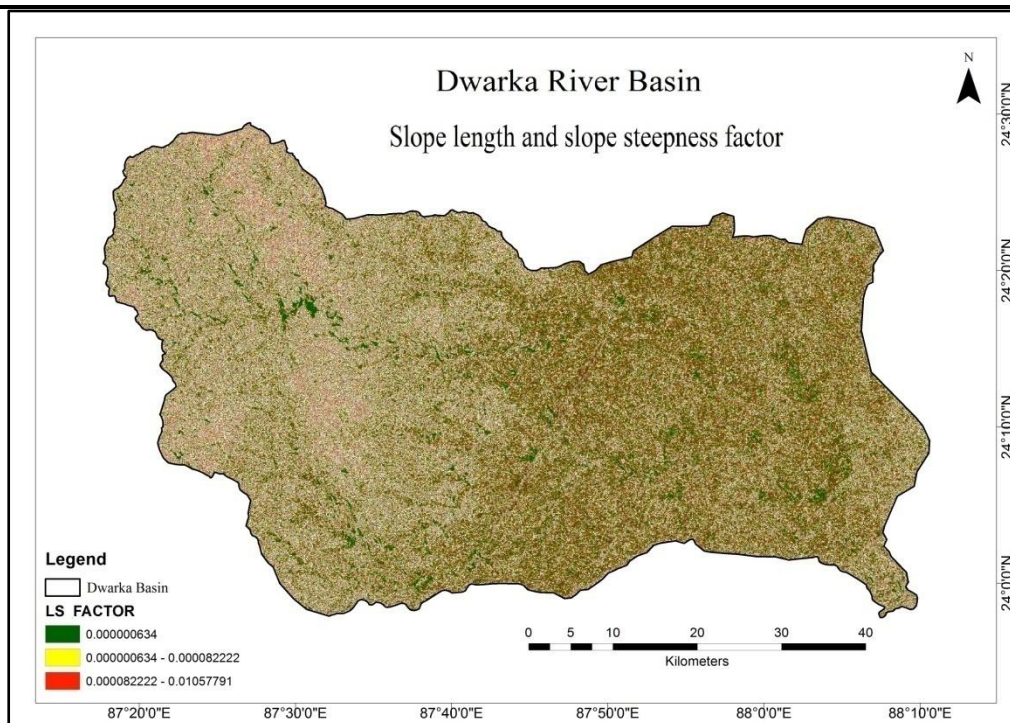 Dwarka River Basin
Slope length and slope steepness factor
N
24°30'0"N
24°20'0"N
24°10'0"N
24°0'0"N
Legend
Dwarka Basin
LS FACTOR
0.000000634
0.000000634 - 0.000082222
0.000082222 - 0.01057791
0 5 10 20 30 40
Kilometers
87°20'0"E 87°30'0"E 87°40'0"E 87°50'0"E 88°0'0"E 88°10'0"E